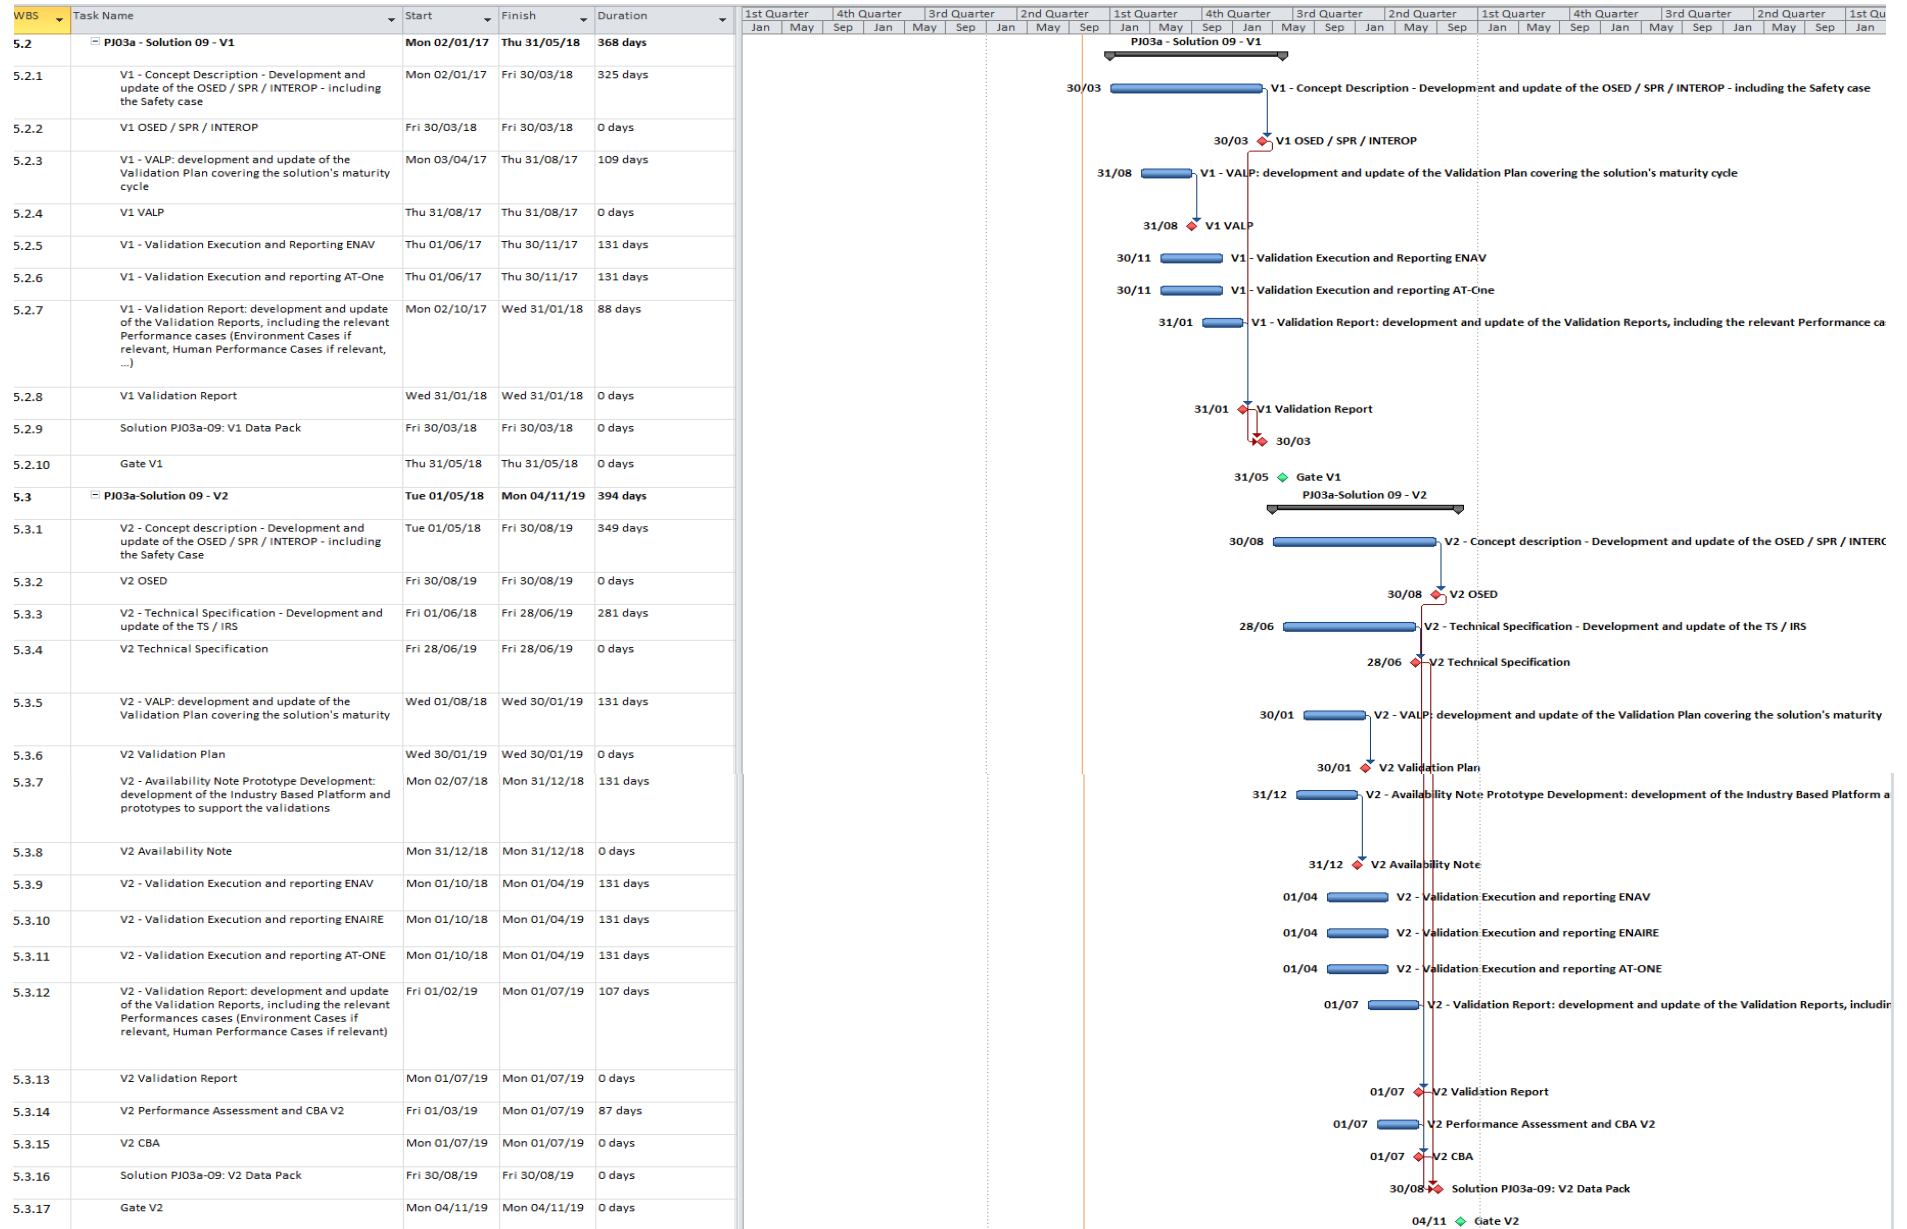 WBS Task Name Start Finish Duration 1st Quarter 4th Quarter 3rd Quarter 2nd Quarter 1st Quarter 4th Quarter 3rd Quarter 2nd Quarter 1st Quarter 4th Quarter 3rd Quarter 2nd Quarter 1st Qu
Jan May Sep Jan May Sep Jan May Sep Jan May Sep Jan May Sep Jan May Sep Jan May Sep Jan May Sep Jan
5.2 PJ03a - Solution 09 - V1 Mon 02/01/17 Thu 31/05/18 368 days PJ03a - Solution 09 - V1
5.2.1 V1 - Concept Description - Development and Mon 02/01/17 Fri 30/03/18 325 days
update of the OSED / SPR / INTEROP - including 30/03 V1 - Concept Description - Development and update of the OSED / SPR / INTEROP - including the Safety case
the Safety case
5.2.2 V1 OSED / SPR / INTEROP Fri 30/03/18 Fri 30/03/18 0 days 30/03 V1 OSED / SPR / INTEROP
5.2.3 V1 - VALP: development and update of the Mon 03/04/17 Thu 31/08/17 109 days
Validation Plan covering the solution's maturity 31/08 V1 - VALP: development and update of the Validation Plan covering the solution's maturity cycle
cycle
5.2.4 V1 VALP Thu 31/08/17 Thu 31/08/17 0 days 31/08 V1 VALP
5.2.5 V1 - Validation Execution and Reporting ENAV Thu 01/06/17 Thu 30/11/17 131 days 30/11 V1 - Validation Execution and Reporting ENAV
5.2.6 V1 - Validation Execution and reporting AT-One Thu 01/06/17 Thu 30/11/17 131 days 30/11 V1 - Validation Execution and reporting AT-One
5.2.7 V1 - Validation Report: development and update Mon 02/10/17 Wed 31/01/18 88 days
of the Validation Reports, including the relevant 31/01 V1 - Validation Report: development and update of the Validation Reports, including the relevant Performance ca
Performance cases (Environment Cases if
relevant, Human Performance Cases if relevant,
...)
5.2.8 V1 Validation Report Wed 31/01/18 Wed 31/01/18 0 days 31/01 V1 Validation Report
5.2.9 Solution PJ03a-09: V1 Data Pack Fri 30/03/18 Fri 30/03/18 0 days 30/03
5.2.10 Gate V1 Thu 31/05/18 Thu 31/05/18 0 days 31/05 Gate V1
5.3 PJ03a-Solution 09 - V2 Tue 01/05/18 Mon 04/11/19 394 days PJ03a-Solution 09 - V2
5.3.1 V2 - Concept description - Development and Tue 01/05/18 Fri 30/08/19 349 days
update of the OSED / SPR / INTEROP - including 30/08 V2 - Concept description - Development and update of the OSED / SPR / INTERO
the Safety Case
5.3.2 V2 OSED Fri 30/08/19 Fri 30/08/19 0 days 30/08 V2 OSED
5.3.3 V2 - Technical Specification - Development and Fri 01/06/18 Fri 28/06/19 281 days
update of the TS / IRS 28/06 V2 - Technical Specification - Development and update of the TS / IRS
5.3.4 V2 Technical Specification Fri 28/06/19 Fri 28/06/19 0 days 28/06 V2 Technical Specification
5.3.5 V2 - VALP: development and update of the Wed 01/08/18 Wed 30/01/19 131 days
Validation Plan covering the solution's maturity 30/01 V2 - VALP: development and update of the Validation Plan covering the solution's maturity
5.3.6 V2 Validation Plan Wed 30/01/19 Wed 30/01/19 0 days 30/01 V2 Validation Plan
5.3.7 V2 - Availability Note Prototype Development: Mon 02/07/18 Mon 31/12/18 131 days
development of the Industry Based Platform and 31/12 V2 - Availability Note Prototype Development: development of the Industry Based Platform a
prototypes to support the validations
5.3.8 V2 Availability Note Mon 31/12/18 Mon 31/12/18 0 days 31/12 V2 Availability Note
5.3.9 V2 - Validation Execution and reporting ENAV Mon 01/10/18 Mon 01/04/19 131 days 01/04 V2 - Validation Execution and reporting ENAV
5.3.10 V2 - Validation Execution and reporting ENAIRE Mon 01/10/18 Mon 01/04/19 131 days 01/04 V2 - Validation Execution and reporting ENAIRE
5.3.11 V2 - Validation Execution and reporting AT-ONE Mon 01/10/18 Mon 01/04/19 131 days 01/04 V2 - Validation Execution and reporting AT-ONE
5.3.12 V2 - Validation Report: development and update Fri 01/02/19 Mon 01/07/19 107 days
of the Validation Reports, including the relevant 01/07 V2 - Validation Report: development and update of the Validation Reports, includin
Performances cases (Environment Cases if
relevant, Human Performance Cases if relevant)
5.3.13 V2 Validation Report Mon 01/07/19 Mon 01/07/19 0 days 01/07 V2 Validation Report
5.3.14 V2 Performance Assessment and CBA V2 Fri 01/03/19 Mon 01/07/19 87 days 01/07 V2 Performance Assessment and CBA V2
5.3.15 V2 CBA Mon 01/07/19 Mon 01/07/19 0 days 01/07 V2 CBA
5.3.16 Solution PJ03a-09: V2 Data Pack Fri 30/08/19 Fri 30/08/19 0 days 30/08 Solution PJ03a-09: V2 Data Pack
5.3.17 Gate V2 Mon 04/11/19 Mon 04/11/19 0 days 04/11 Gate V2